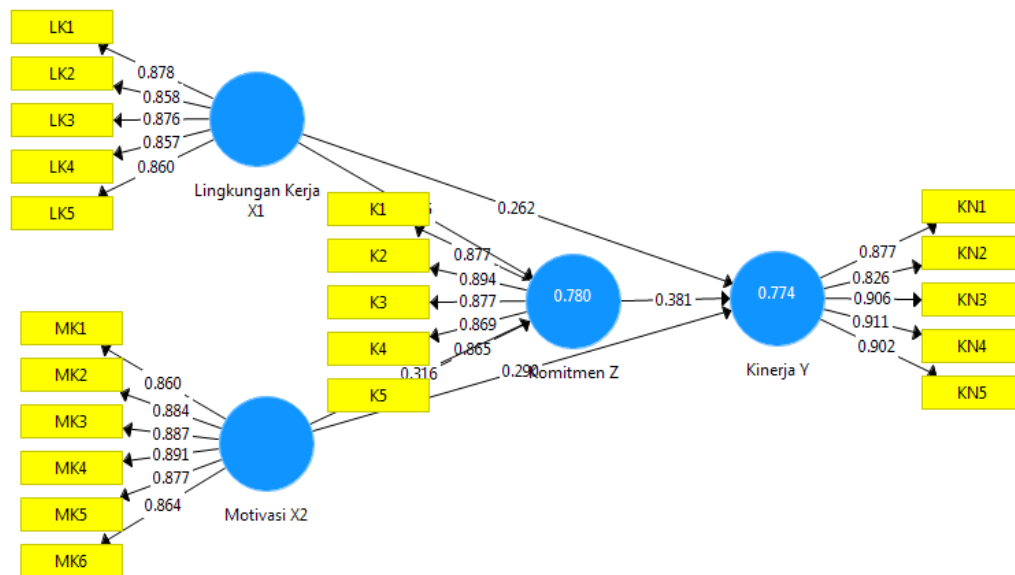 LK1
LK2
LK3
LK4
LK5
0.878
0.858
0.876
0.857
0.860
Lingkungan Kerja
X1
MK1
MK2
MK3
MK4
MK5
MK6
0.860
0.884
0.887
0.891
0.877
0.864
Motivasi X2
K1
K2
K3
K4
K5
0.877
0.894
0.877
0.869
0.865
0.316
0.262
0.290
0.780
Komitmen Z
0.381
0.774
Kinerja Y
0.877
0.826
0.906
0.911
0.902
KN1
KN2
KN3
KN4
KN5